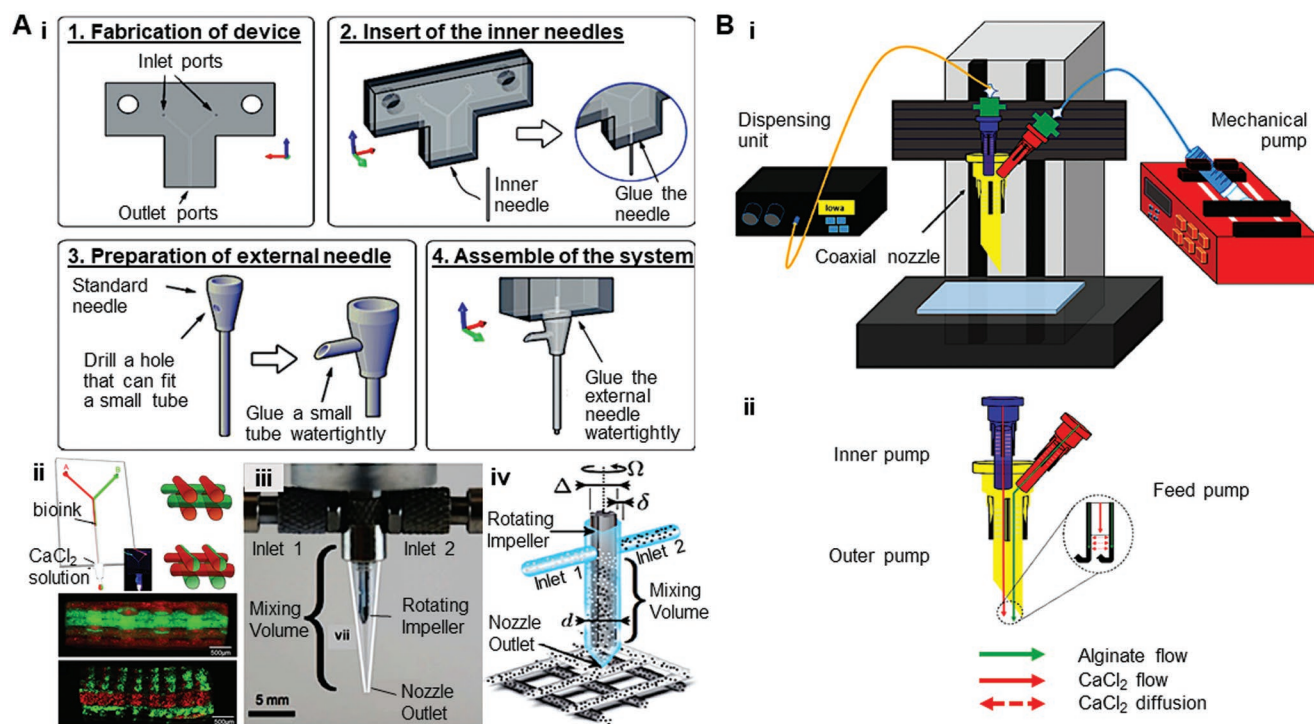 A i
1. Fabrication of device
Inlet ports
Outlet ports
2. Insert of the inner needles
Inner
needle
Glue the
needle
3. Preparation of external needle
Standard
needle
Drill a hole
that can fit
a small tube
Glue a small
tube watertightly
4. Assemble of the system
Glue the
external
needle
watertightly
ii
A
B
bioink
CaCl₂
solution
500µm
500µm
iii
Inlet 1
Inlet 2
Mixing
Volume
vii
Rotating
Impeller
Nozzle
Outlet
5 mm
iv
Ω
Δ
δ
Rotating
Impeller
Inlet 1
Inlet 2
Mixing
Volume
d
Nozzle
Outlet
B i
Dispensing
unit
Iowa
Mechanical
pump
Coaxial nozzle
ii
Inner pump
Feed pump
Outer pump
Alginate flow
CaCl₂ flow
CaCl₂ diffusion